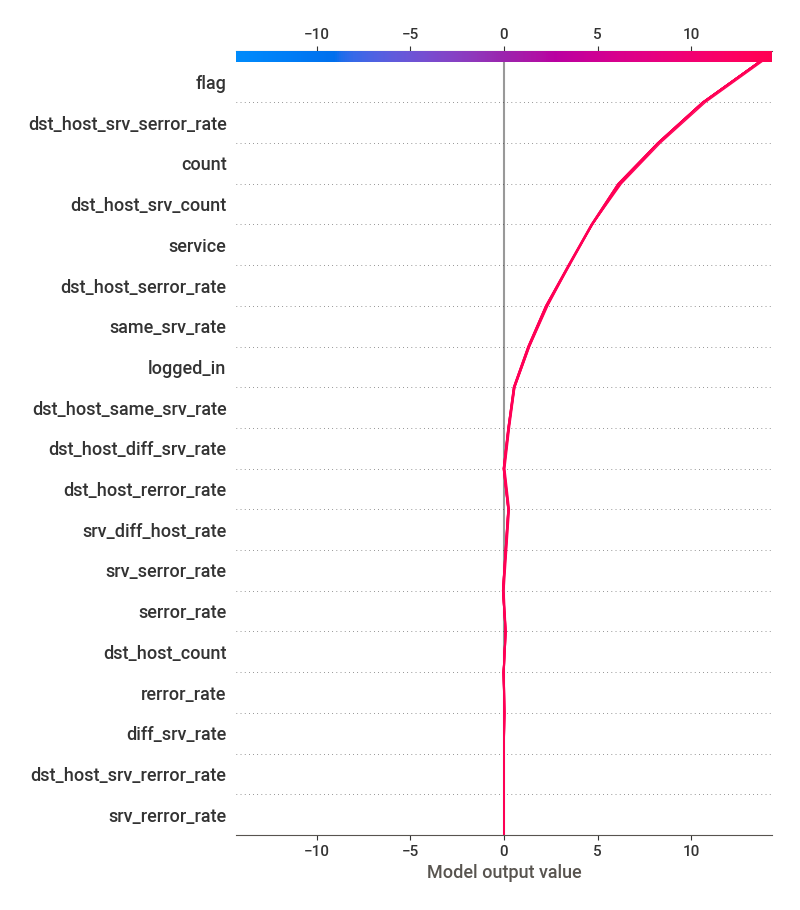 −10 −5 0 5 10
flag
dst_host_srv_serror_rate
count
dst_host_srv_count
service
dst_host_serror_rate
same_srv_rate
logged_in
dst_host_same_srv_rate
dst_host_diff_srv_rate
dst_host_rerror_rate
srv_diff_host_rate
srv_serror_rate
serror_rate
dst_host_count
rerror_rate
diff_srv_rate
dst_host_srv_rerror_rate
srv_rerror_rate
−10 −5 0 5 10
Model output value